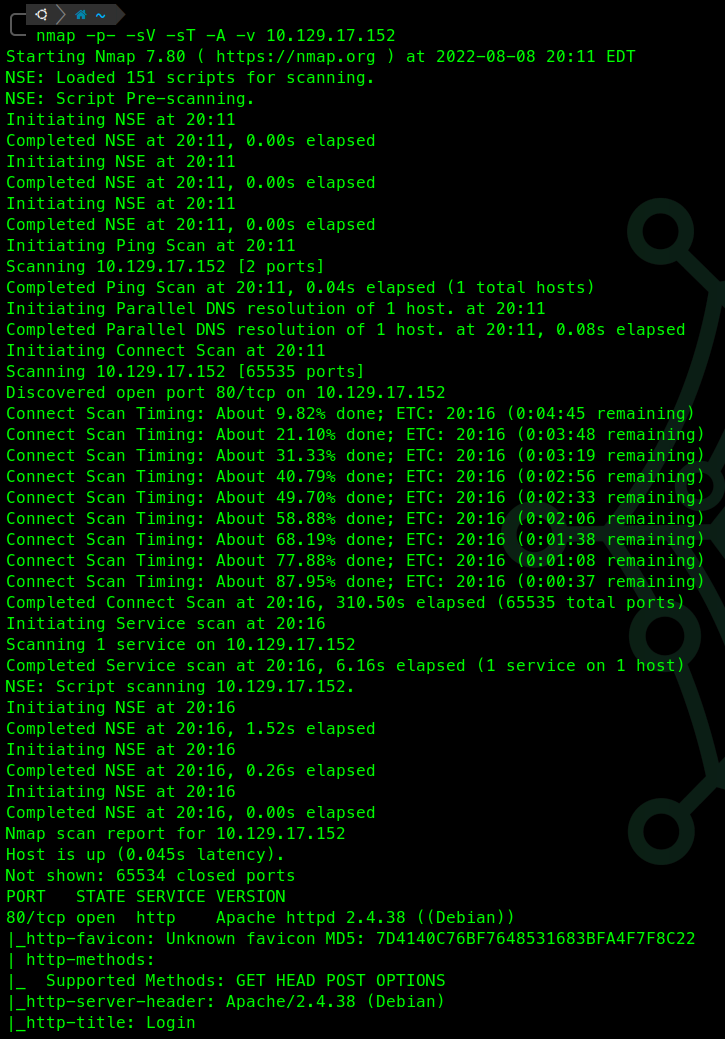 ~
nmap -p- -sV -sT -A -v 10.129.17.152
Starting Nmap 7.80 ( https://nmap.org ) at 2022-08-08 20:11 EDT
NSE: Loaded 151 scripts for scanning.
NSE: Script Pre-scanning.
Initiating NSE at 20:11
Completed NSE at 20:11, 0.00s elapsed
Initiating NSE at 20:11
Completed NSE at 20:11, 0.00s elapsed
Initiating NSE at 20:11
Completed NSE at 20:11, 0.00s elapsed
Initiating Ping Scan at 20:11
Scanning 10.129.17.152 [2 ports]
Completed Ping Scan at 20:11, 0.04s elapsed (1 total hosts)
Initiating Parallel DNS resolution of 1 host. at 20:11
Completed Parallel DNS resolution of 1 host. at 20:11, 0.08s elapsed
Initiating Connect Scan at 20:11
Scanning 10.129.17.152 [65535 ports]
Discovered open port 80/tcp on 10.129.17.152
Connect Scan Timing: About 9.82% done; ETC: 20:16 (0:04:45 remaining)
Connect Scan Timing: About 21.10% done; ETC: 20:16 (0:03:48 remaining)
Connect Scan Timing: About 31.33% done; ETC: 20:16 (0:03:19 remaining)
Connect Scan Timing: About 40.79% done; ETC: 20:16 (0:02:56 remaining)
Connect Scan Timing: About 49.70% done; ETC: 20:16 (0:02:33 remaining)
Connect Scan Timing: About 58.88% done; ETC: 20:16 (0:02:06 remaining)
Connect Scan Timing: About 68.19% done; ETC: 20:16 (0:01:38 remaining)
Connect Scan Timing: About 77.88% done; ETC: 20:16 (0:01:08 remaining)
Connect Scan Timing: About 87.95% done; ETC: 20:16 (0:00:37 remaining)
Completed Connect Scan at 20:16, 310.50s elapsed (65535 total ports)
Initiating Service scan at 20:16
Scanning 1 service on 10.129.17.152
Completed Service scan at 20:16, 6.16s elapsed (1 service on 1 host)
NSE: Script scanning 10.129.17.152.
Initiating NSE at 20:16
Completed NSE at 20:16, 1.52s elapsed
Initiating NSE at 20:16
Completed NSE at 20:16, 0.26s elapsed
Initiating NSE at 20:16
Completed NSE at 20:16, 0.00s elapsed
Nmap scan report for 10.129.17.152
Host is up (0.045s latency).
Not shown: 65534 closed ports
PORT   STATE SERVICE VERSION
80/tcp open  http    Apache httpd 2.4.38 ((Debian))
|_http-favicon: Unknown favicon MD5: 7D4140C76BF7648531683BFA4F7F8C22
| http-methods:
|_  Supported Methods: GET HEAD POST OPTIONS
|_http-server-header: Apache/2.4.38 (Debian)
|_http-title: Login